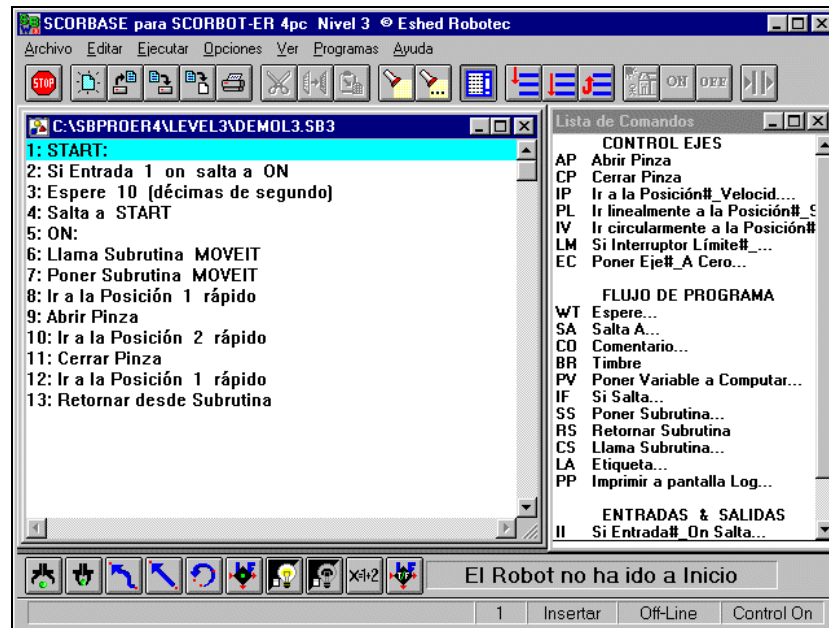 SCORBASE para SCORBOT-ER 4pc Nivel 3 © Eshed Robotec
Archivo Editar Ejecutar Opciones Ver Programas Ayuda
STOP
ON OFF
C:\SBPROER4\LEVEL3\DEMOL3.SB3
1: START:
2: Si Entrada 1 on salta a ON
3: Espere 10 (décimas de segundo)
4: Salta a START
5: ON:
6: Llama Subrutina MOVEIT
7: Poner Subrutina MOVEIT
8: Ir a la Posición 1 rápido
9: Abrir Pinza
10: Ir a la Posición 2 rápido
11: Cerrar Pinza
12: Ir a la Posición 1 rápido
13: Retornar desde Subrutina
Lista de Comandos
CONTROL EJES
AP Abrir Pinza
CP Cerrar Pinza
IP Ir a la Posición#_Velocid....
PL Ir linealmente a la Posición#_S
IV Ir circularmente a la Posición#
LM Si Interruptor Límite#_...
EC Poner Eje#_A Cero...
FLUJO DE PROGRAMA
WT Espere...
SA Salta A...
CO Comentario...
BR Timbre
PV Poner Variable a Computar...
IF Si Salta...
SS Poner Subrutina...
RS Retornar Subrutina
CS Llama Subrutina...
LA Etiqueta...
PP Imprimir a pantalla Log...
ENTRADAS & SALIDAS
II Si Entrada#_On Salta...
X=1+2
El Robot no ha ido a Inicio
1 Insertar Off-Line Control On